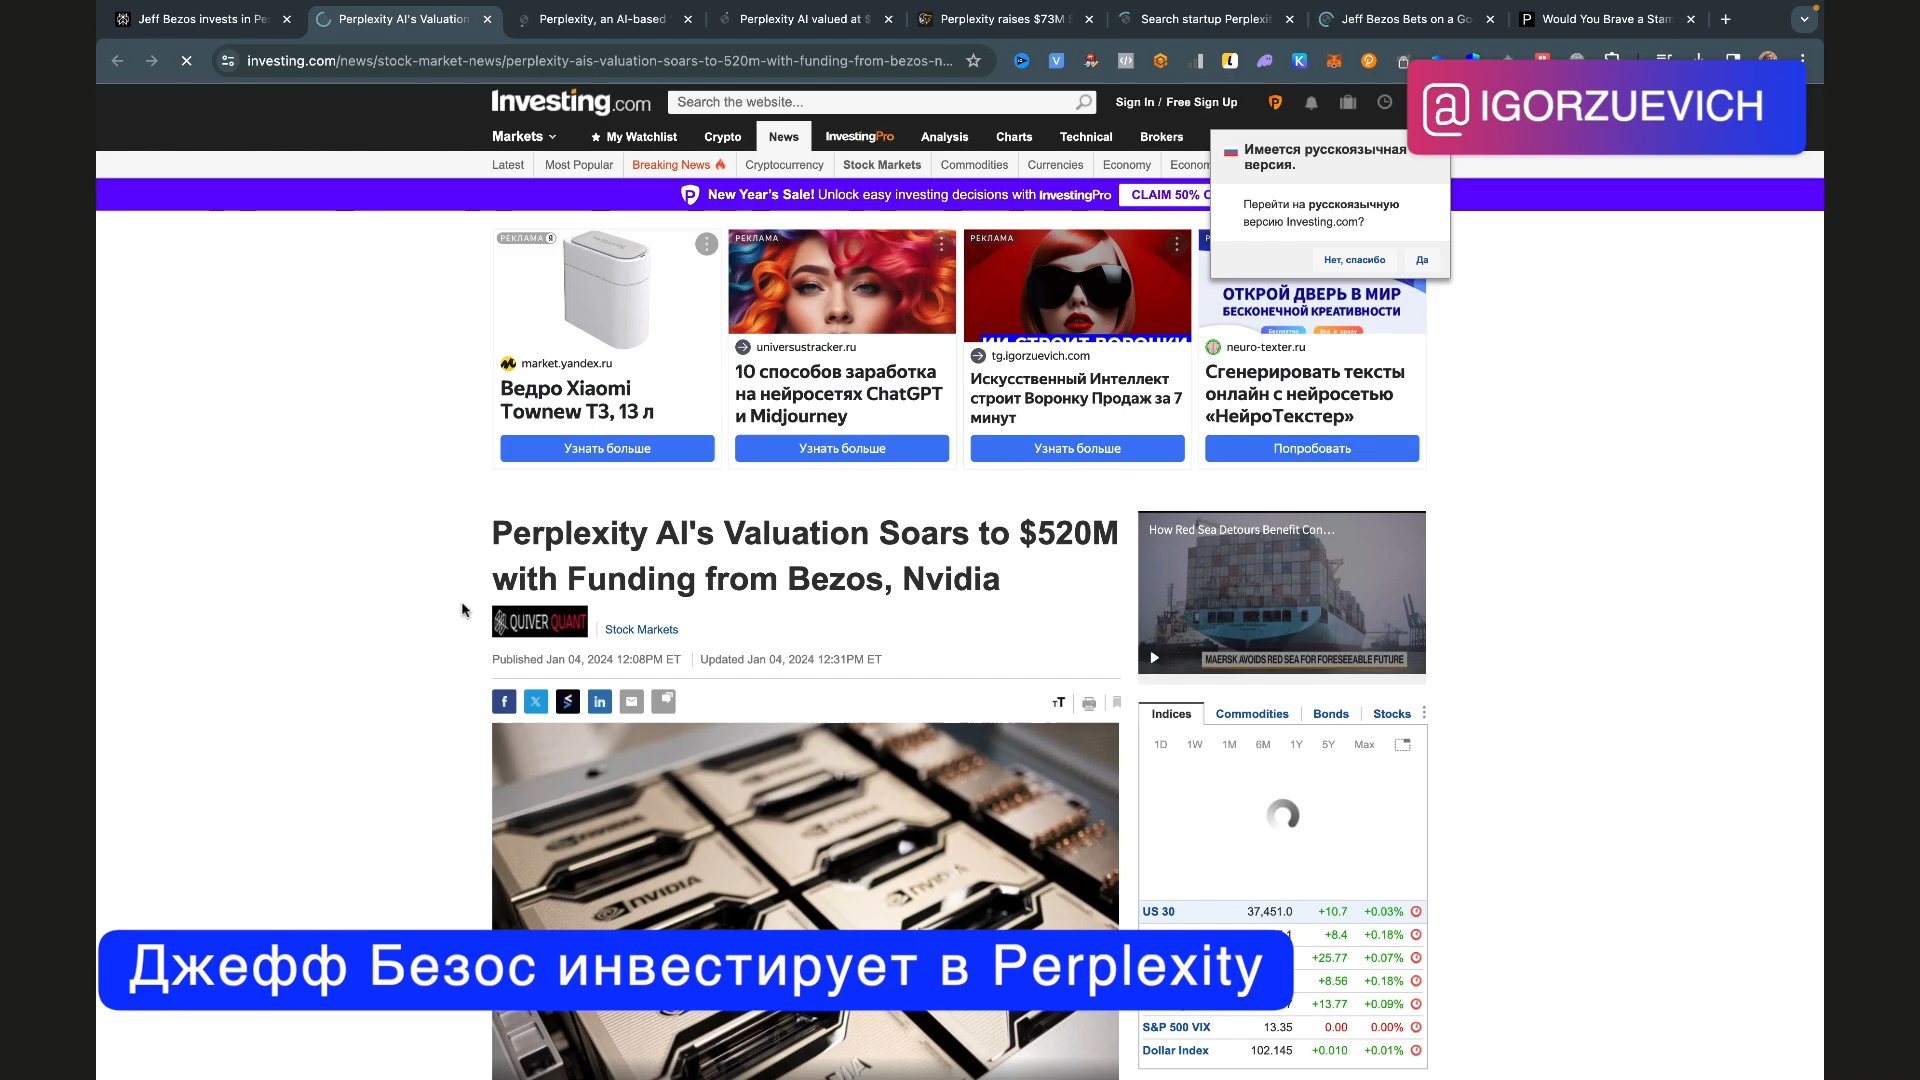 Jeff Bezos invests in Pe
Perplexity AI's Valuation
Perplexity, an AI-based
Perplexity AI valued at $
Perplexity raises $73M S
Search startup Perplexit
Jeff Bezos Bets on a Go
Would You Brave a Stam
investing.com/news/stock-market-news/perplexity-ais-valuation-soars-to-520m-with-funding-from-bezos-n...
@IGORZUEVICH
Investing.com
Search the website...
Sign In / Free Sign Up
Markets
My Watchlist
Crypto
News
InvestingPro
Analysis
Charts
Technical
Brokers
Latest
Most Popular
Breaking News
Cryptocurrency
Stock Markets
Commodities
Currencies
Economy
Econom
Имеется русскоязычная
версия.
Перейти на русскоязычную
версию Investing.com?
Нет, спасибо
Да
New Year's Sale! Unlock easy investing decisions with InvestingPro
CLAIM 50%
РЕКЛАМА
market.yandex.ru
Ведро Xiaomi
Townew T3, 13 л
Узнать больше
РЕКЛАМА
universustracker.ru
10 способов заработка
на нейросетях ChatGPT
и Midjourney
Узнать больше
РЕКЛАМА
ИИ СТРОИТ ВОРОНКИ
tg.igorzuevich.com
Искусственный Интеллект
строит Воронку Продаж за 7
минут
Узнать больше
ОТКРОЙ ДВЕРЬ В МИР
БЕСКОНЕЧНОЙ КРЕАТИВНОСТИ
Бесплатно
Всё и сразу
neuro-texter.ru
Сгенерировать тексты
онлайн с нейросетью
«НейроТекстер»
Попробовать
Perplexity AI's Valuation Soars to $520M
with Funding from Bezos, Nvidia
QUIVER QUANT
Stock Markets
Published Jan 04, 2024 12:08PM ET
Updated Jan 04, 2024 12:31PM ET
How Red Sea Detours Benefit Con...
MAERSK AVOIDS RED SEA FOR FORESEEABLE FUTURE
Indices
Commodities
Bonds
Stocks
1D 1W 1M 6M 1Y 5Y Max
NVIDIA
NVIDIA
US 30 37,451.0 +10.7 +0.03%
+8.4 +0.18%
+25.77 +0.07%
+8.56 +0.18%
+13.77 +0.09%
S&P 500 VIX 13.35 0.00 0.00%
Dollar Index 102.145 +0.010 +0.01%
Джефф Безос инвестирует в Perplexity